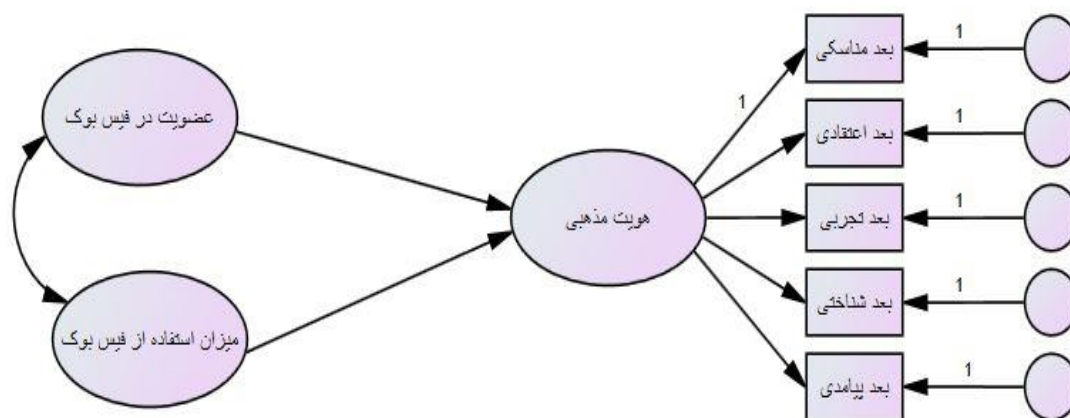 عضویت در فیس بوک
میزان استفاده از فیس بوک
هویت مذهبی
1
بعد مناسکی
1
بعد اعتقادی
1
بعد تجربی
1
بعد شناختی
1
بعد پیامدی
1